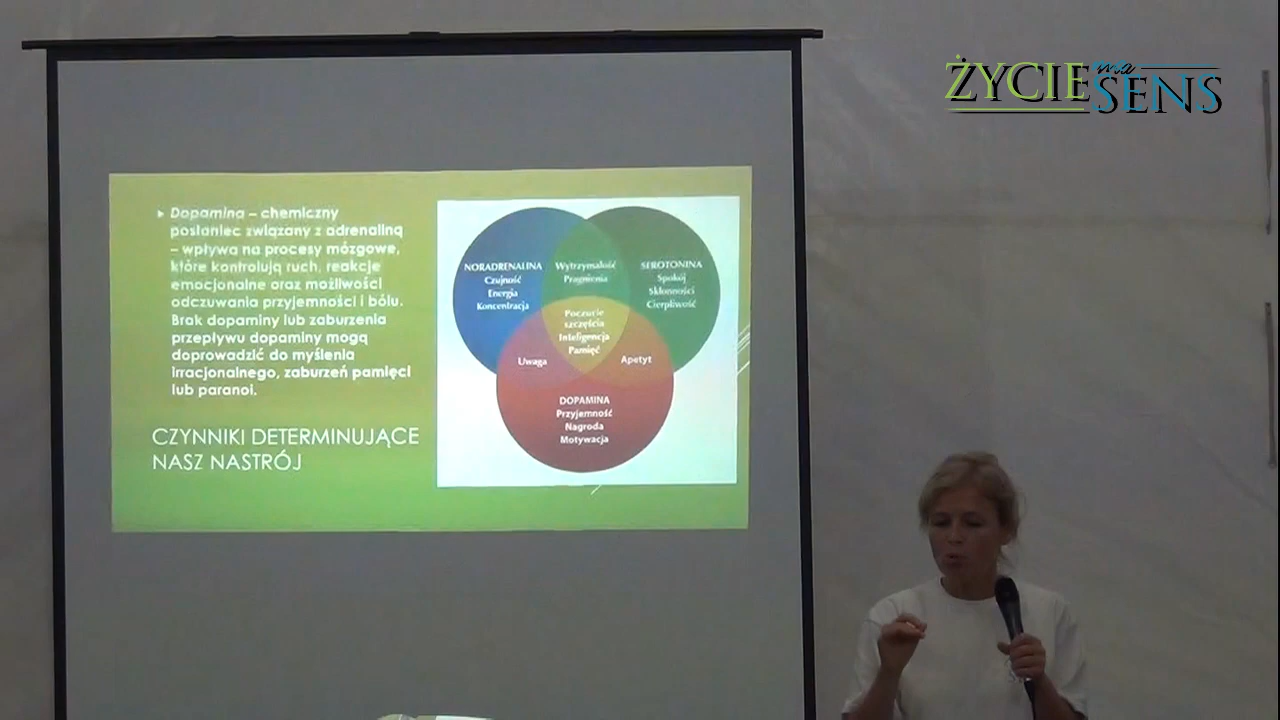 ŻYCIE ma SENS
Dopamina – chemiczny
posłaniec związany z adrenaliną
– wpływa na procesy mózgowe,
które kontrolują ruch, reakcje
emocjonalne oraz możliwości
odczuwania przyjemności i bólu.
Brak dopaminy lub zaburzenia
przepływu dopaminy mogą
doprowadzić do myślenia
irracjonalnego, zaburzeń pamięci
lub paranoi.
CZYNNIKI DETERMINUJĄCE
NASZ NASTRÓJ
NORADRENALINA
Czujność
Energia
Koncentracja
Wytrzymałość
Pragnienia
SEROTONINA
Spokój
Skłonności
Cierpliwość
Poczucie
szczęścia
Inteligencja
Pamięć
Uwaga
Apetyt
DOPAMINA
Przyjemność
Nagroda
Motywacja